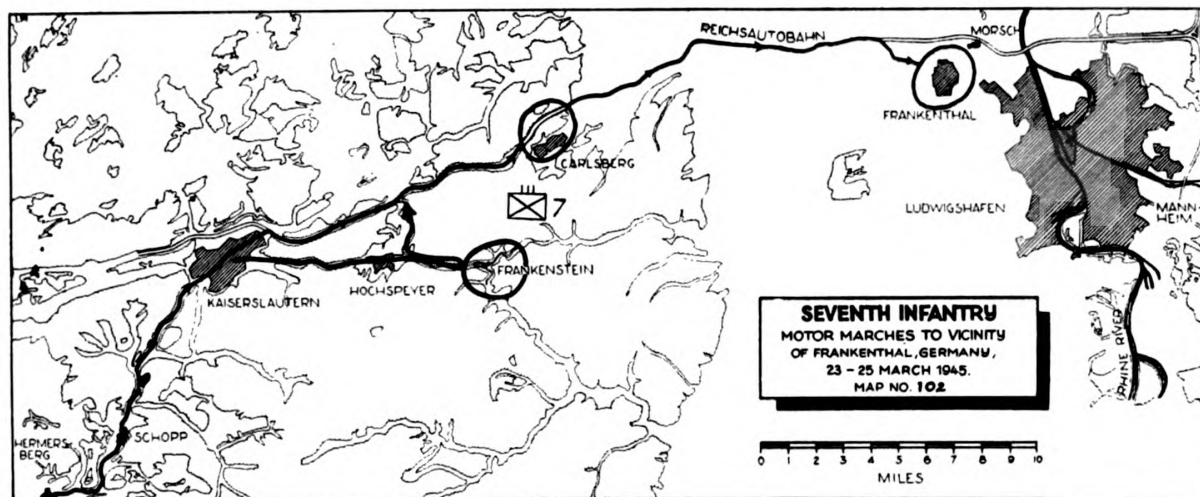 REICHSAUTOBAHN
MORSCH
FRANKENTHAL
CARLSBERG
7
LUDWIGSHAFEN
MANN-
HEIM
FRANKENSTEIN
HOCHSPEYER
KAISERSLAUTERN
SEVENTH INFANTRY
MOTOR MARCHES TO VICINITY
OF FRANKENTHAL, GERMANY,
23 - 25 MARCH 1945.
MAP NO. 102
RHINE RIVER
SCHOPP
HERMERS-
BERG
0 1 2 3 4 5 6 7 8 9 10
MILES